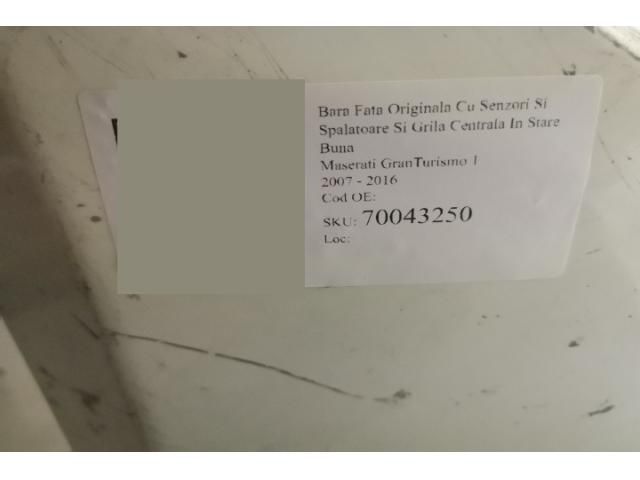 Bara Fata Originala Cu Senzori Si
Spalatoare Si Grila Centrala In Stare
Buna
Maserati GranTurismo 1
2007 - 2016
Cod OE:
SKU: 70043250
Loc: